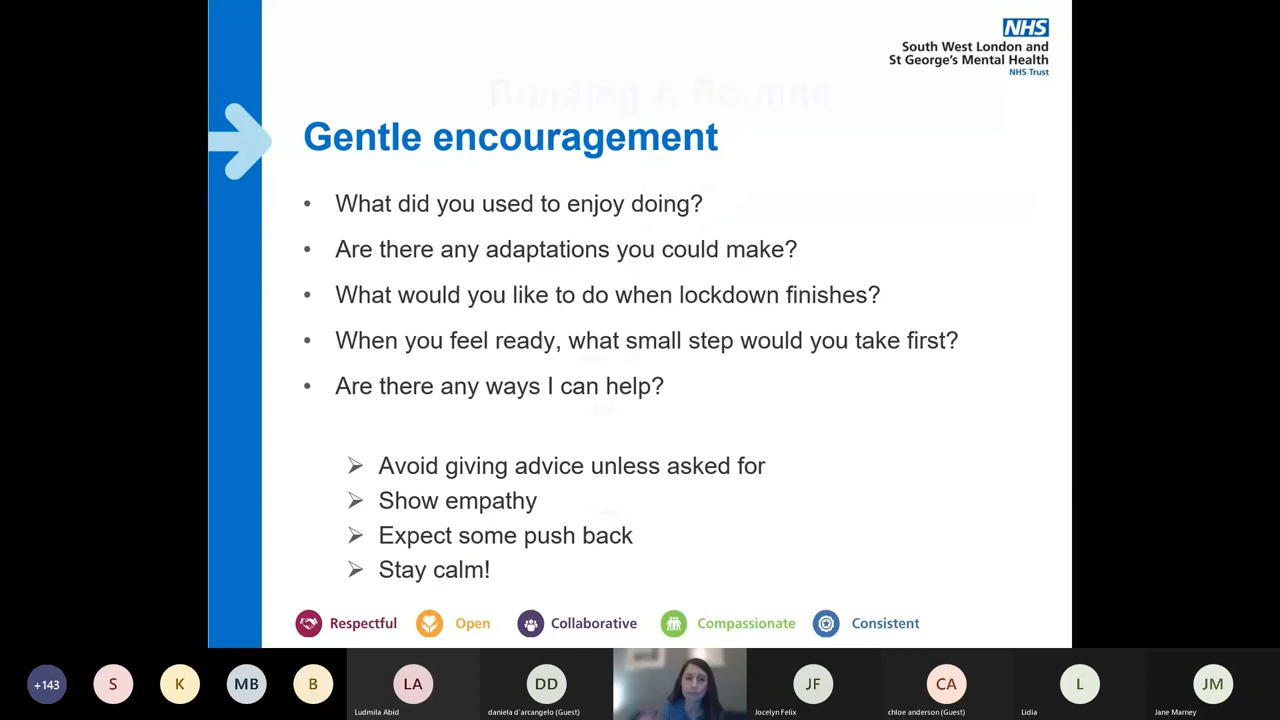 NHS
South West London and
St George's Mental Health
NHS Trust
Building A Routine
Gentle encouragement
• What did you used to enjoy doing?
• Are there any adaptations you could make?
• What would you like to do when lockdown finishes?
• When you feel ready, what small step would you take first?
• Are there any ways I can help?
➢ Avoid giving advice unless asked for
➢ Show empathy
➢ Expect some push back
➢ Stay calm!
Respectful Open Collaborative Compassionate Consistent
+143 S K MB B LA DD JF CA L JM
Ludmila Abid daniela d'arcangelo (Guest) Jocelyn Felix chloe anderson (Guest) Lidia Jane Marney